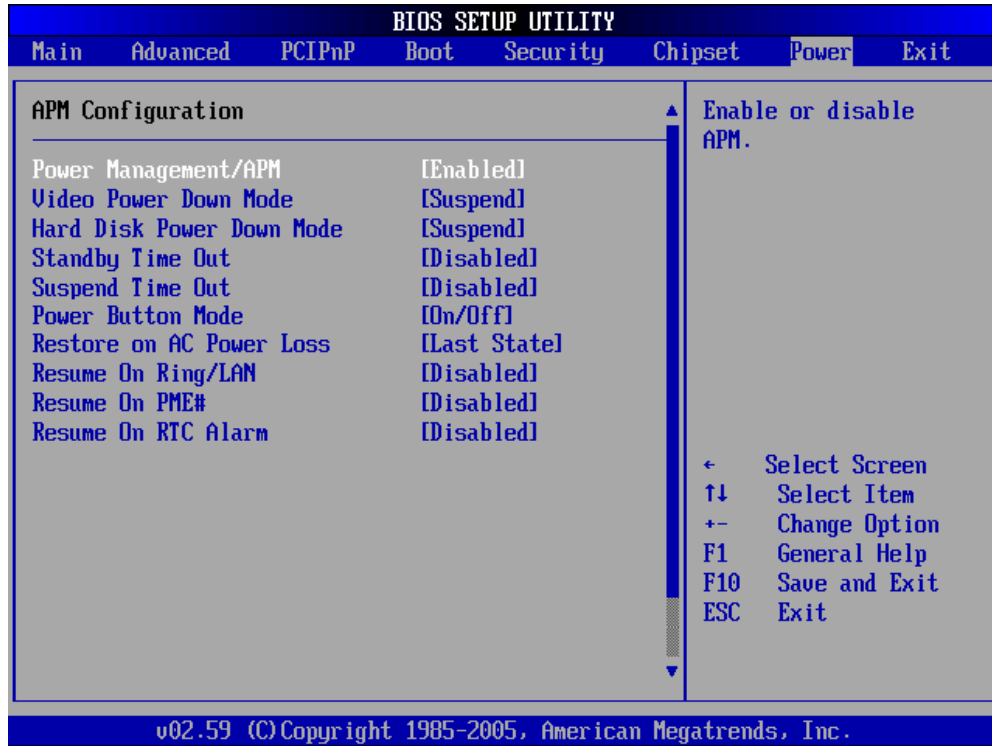 BIOS SETUP UTILITY
Main Advanced PCIPnP Boot Security Chipset Power Exit
APM Configuration
Power Management/APM [Enabled]
Video Power Down Mode [Suspend]
Hard Disk Power Down Mode [Suspend]
Standby Time Out [Disabled]
Suspend Time Out [Disabled]
Power Button Mode [On/Off]
Restore on AC Power Loss [Last State]
Resume On Ring/LAN [Disabled]
Resume On PME# [Disabled]
Resume On RTC Alarm [Disabled]
Enable or disable
APM.
← Select Screen
↑↓ Select Item
+- Change Option
F1 General Help
F10 Save and Exit
ESC Exit
v02.59 (C)Copyright 1985-2005, American Megatrends, Inc.